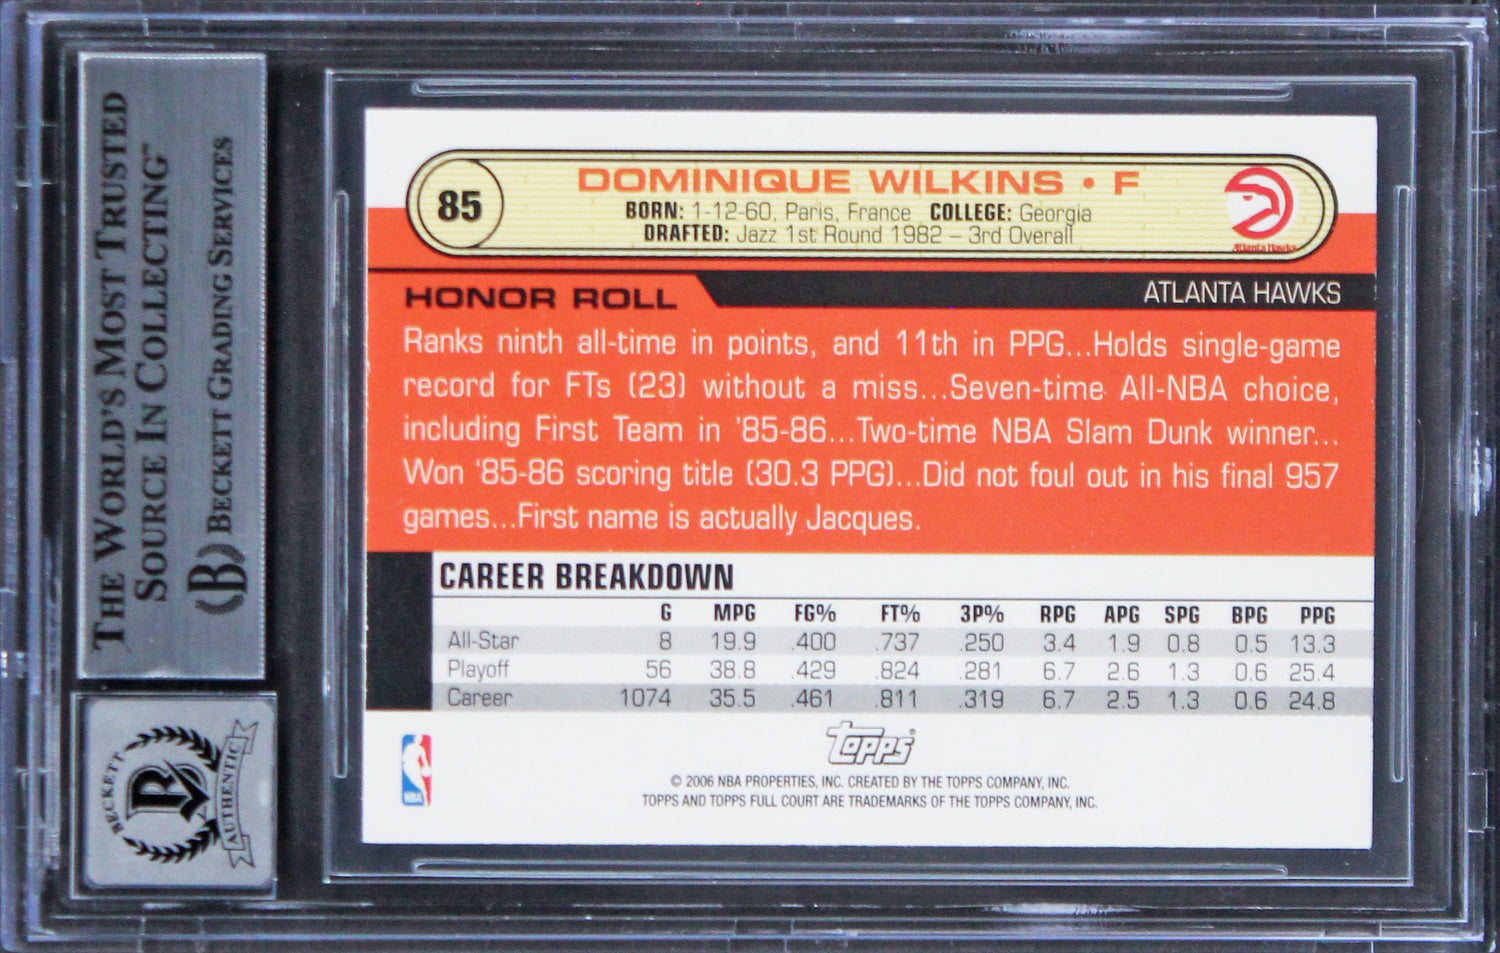 THE WORLD'S MOST TRUSTED
SOURCE IN COLLECTING™
B BECKETT GRADING SERVICES
BECKETT
B
AUTHENTIC
85
DOMINIQUE WILKINS • F
BORN: 1-12-60, Paris, France COLLEGE: Georgia
DRAFTED: Jazz 1st Round 1982 – 3rd Overall
Atlanta Hawks
HONOR ROLL
ATLANTA HAWKS
Ranks ninth all-time in points, and 11th in PPG...Holds single-game
record for FTs (23) without a miss...Seven-time All-NBA choice,
including First Team in '85-86...Two-time NBA Slam Dunk winner...
Won '85-86 scoring title (30.3 PPG)...Did not foul out in his final 957
games...First name is actually Jacques.
CAREER BREAKDOWN
G MPG FG% FT% 3P% RPG APG SPG BPG PPG
All-Star 8 19.9 .400 .737 .250 3.4 1.9 0.8 0.5 13.3
Playoff 56 38.8 .429 .824 .281 6.7 2.6 1.3 0.6 25.4
Career 1074 35.5 .461 .811 .319 6.7 2.5 1.3 0.6 24.8
Topps®
NBA
© 2006 NBA PROPERTIES, INC. CREATED BY THE TOPPS COMPANY, INC.
TOPPS AND TOPPS FULL COURT ARE TRADEMARKS OF THE TOPPS COMPANY, INC.